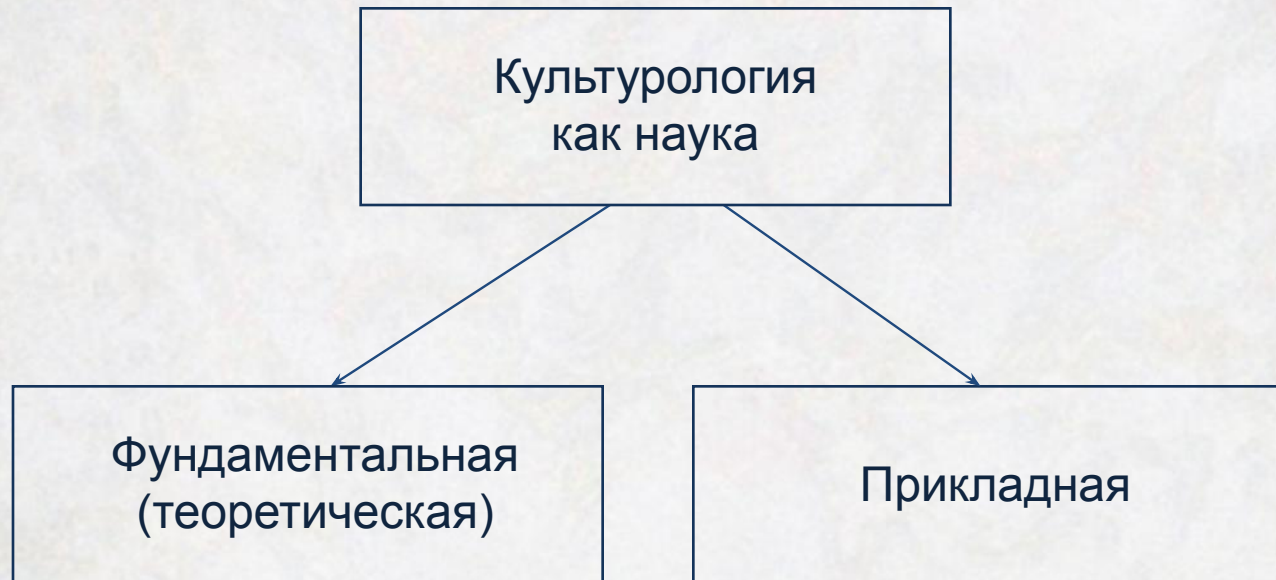 Культурология
как наука
Фундаментальная
(теоретическая)
Прикладная